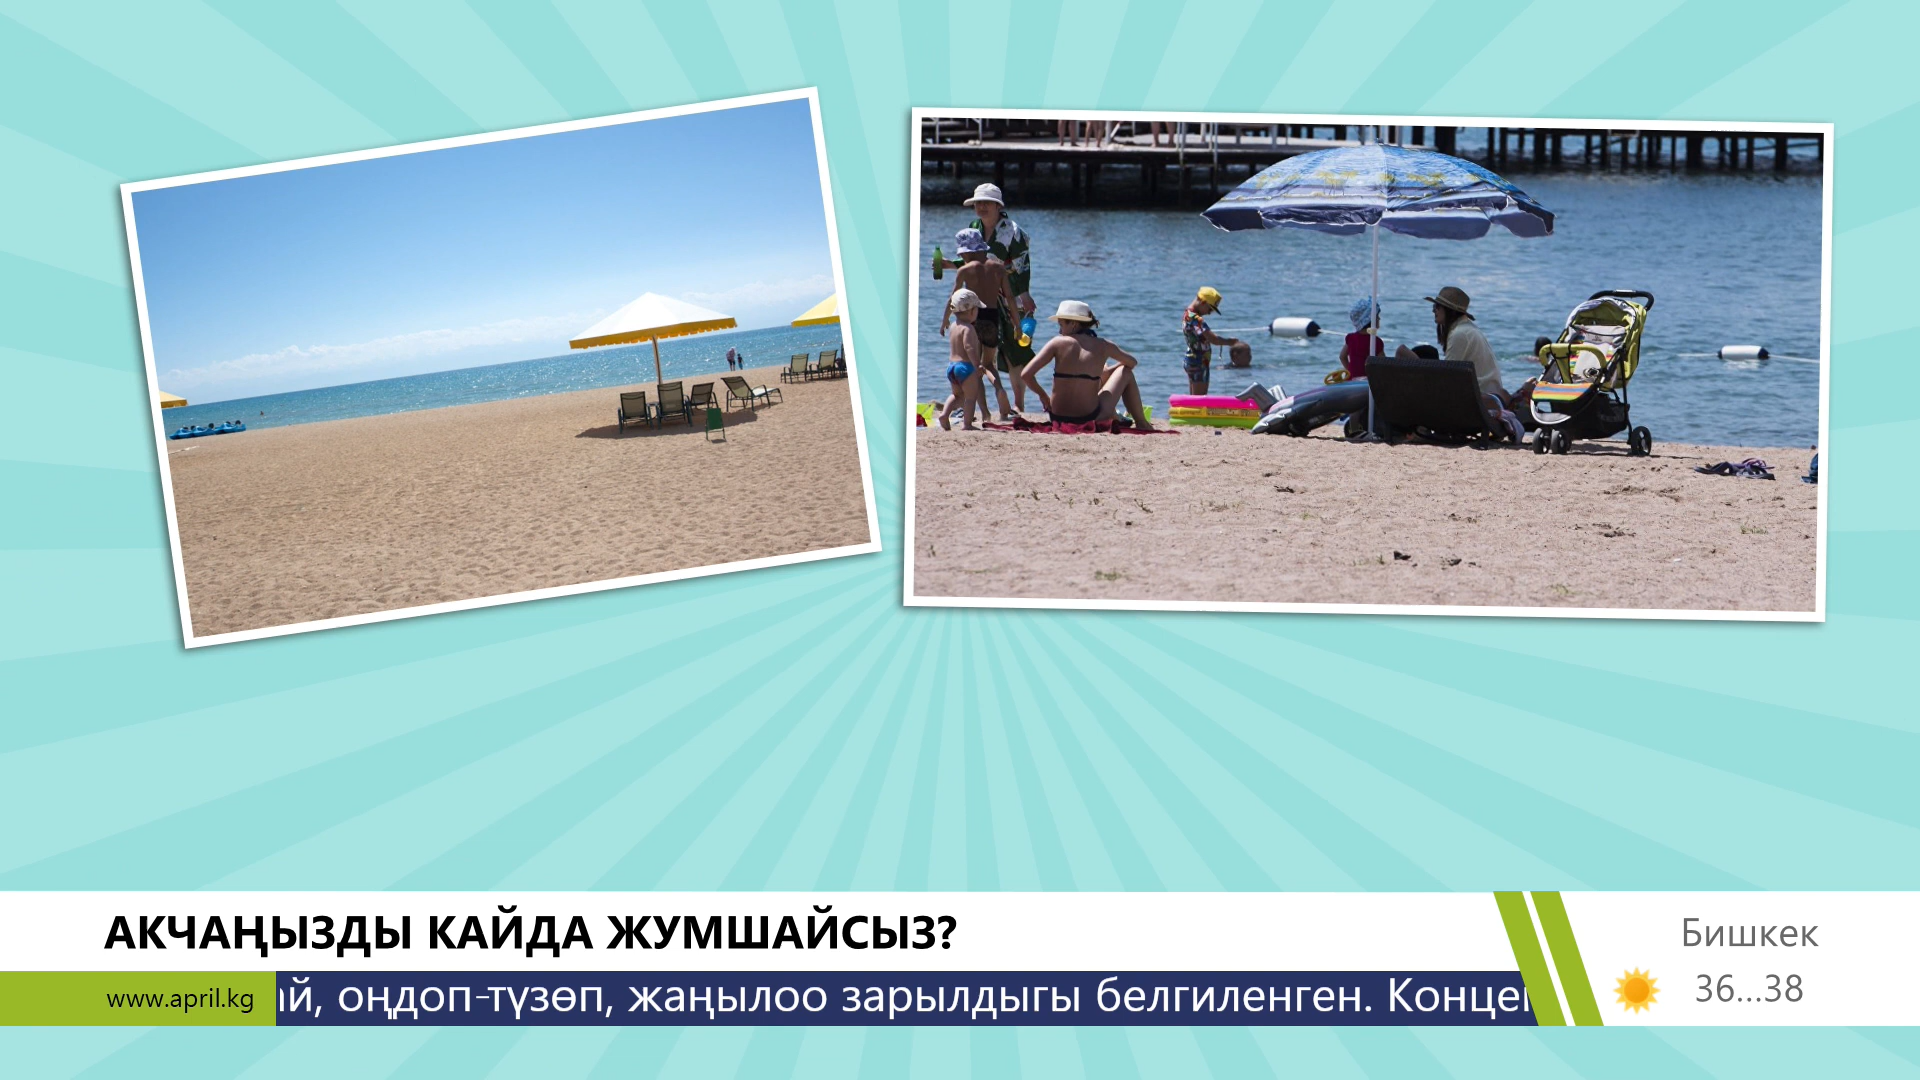 АКЧАҢЫЗДЫ КАЙДА ЖУМШАЙСЫЗ?
Бишкек
www.april.kg
оңдоп-түзөп, жаңылоо зарылдыгы белгиленген.
36...38